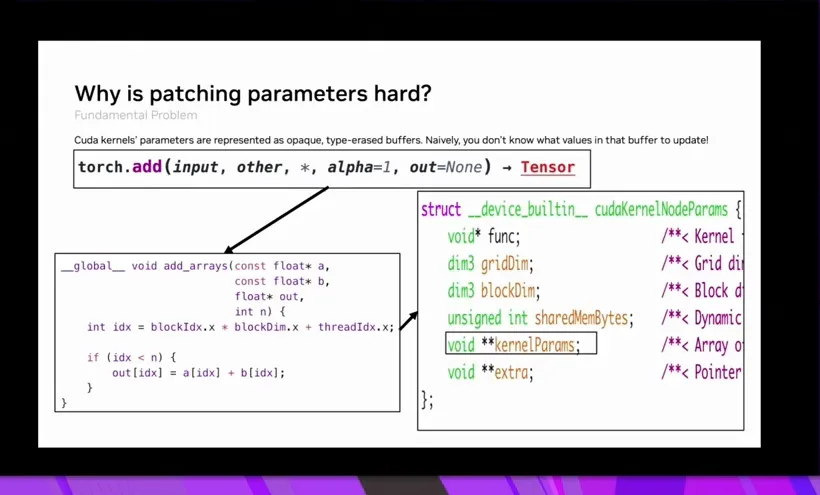 Why is patching parameters hard?
Fundamental Problem
Cuda kernels' parameters are represented as opaque, type-erased buffers. Naively, you don't know what values in that buffer to update!
torch.add(input, other, *, alpha=1, out=None) → Tensor
__global__ void add_arrays(const float* a,
const float* b,
float* out,
int n) {
int idx = blockIdx.x * blockDim.x + threadIdx.x;
if (idx < n) {
out[idx] = a[idx] + b[idx];
}
}
struct __device_builtin__ cudaKernelNodeParams {
void* func; /**< Kernel
dim3 gridDim; /**< Grid
dim3 blockDim; /**< Block
unsigned int sharedMemBytes; /**< Dynamic
void **kernelParams; /**< Array
void **extra; /**< Pointer
};